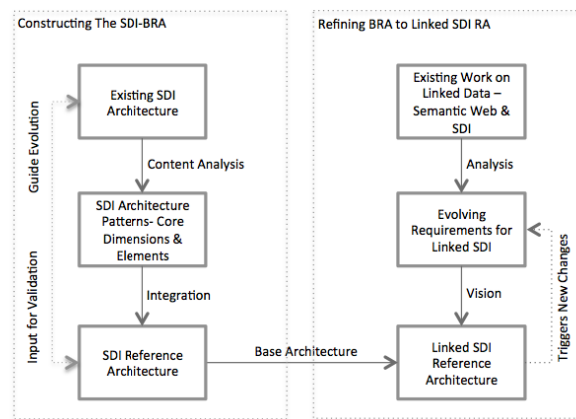 Constructing The SDI-BRA
Existing SDI
Architecture
Content Analysis
SDI Architecture
Patterns- Core
Dimensions &
Elements
Integration
SDI Reference
Architecture
Guide Evolution
Input for Validation
Base Architecture
Refining BRA to Linked SDI RA
Existing Work on
Linked Data –
Semantic Web &
SDI
Analysis
Evolving
Requirements for
Linked SDI
Vision
Linked SDI
Reference
Architecture
Triggers New Changes